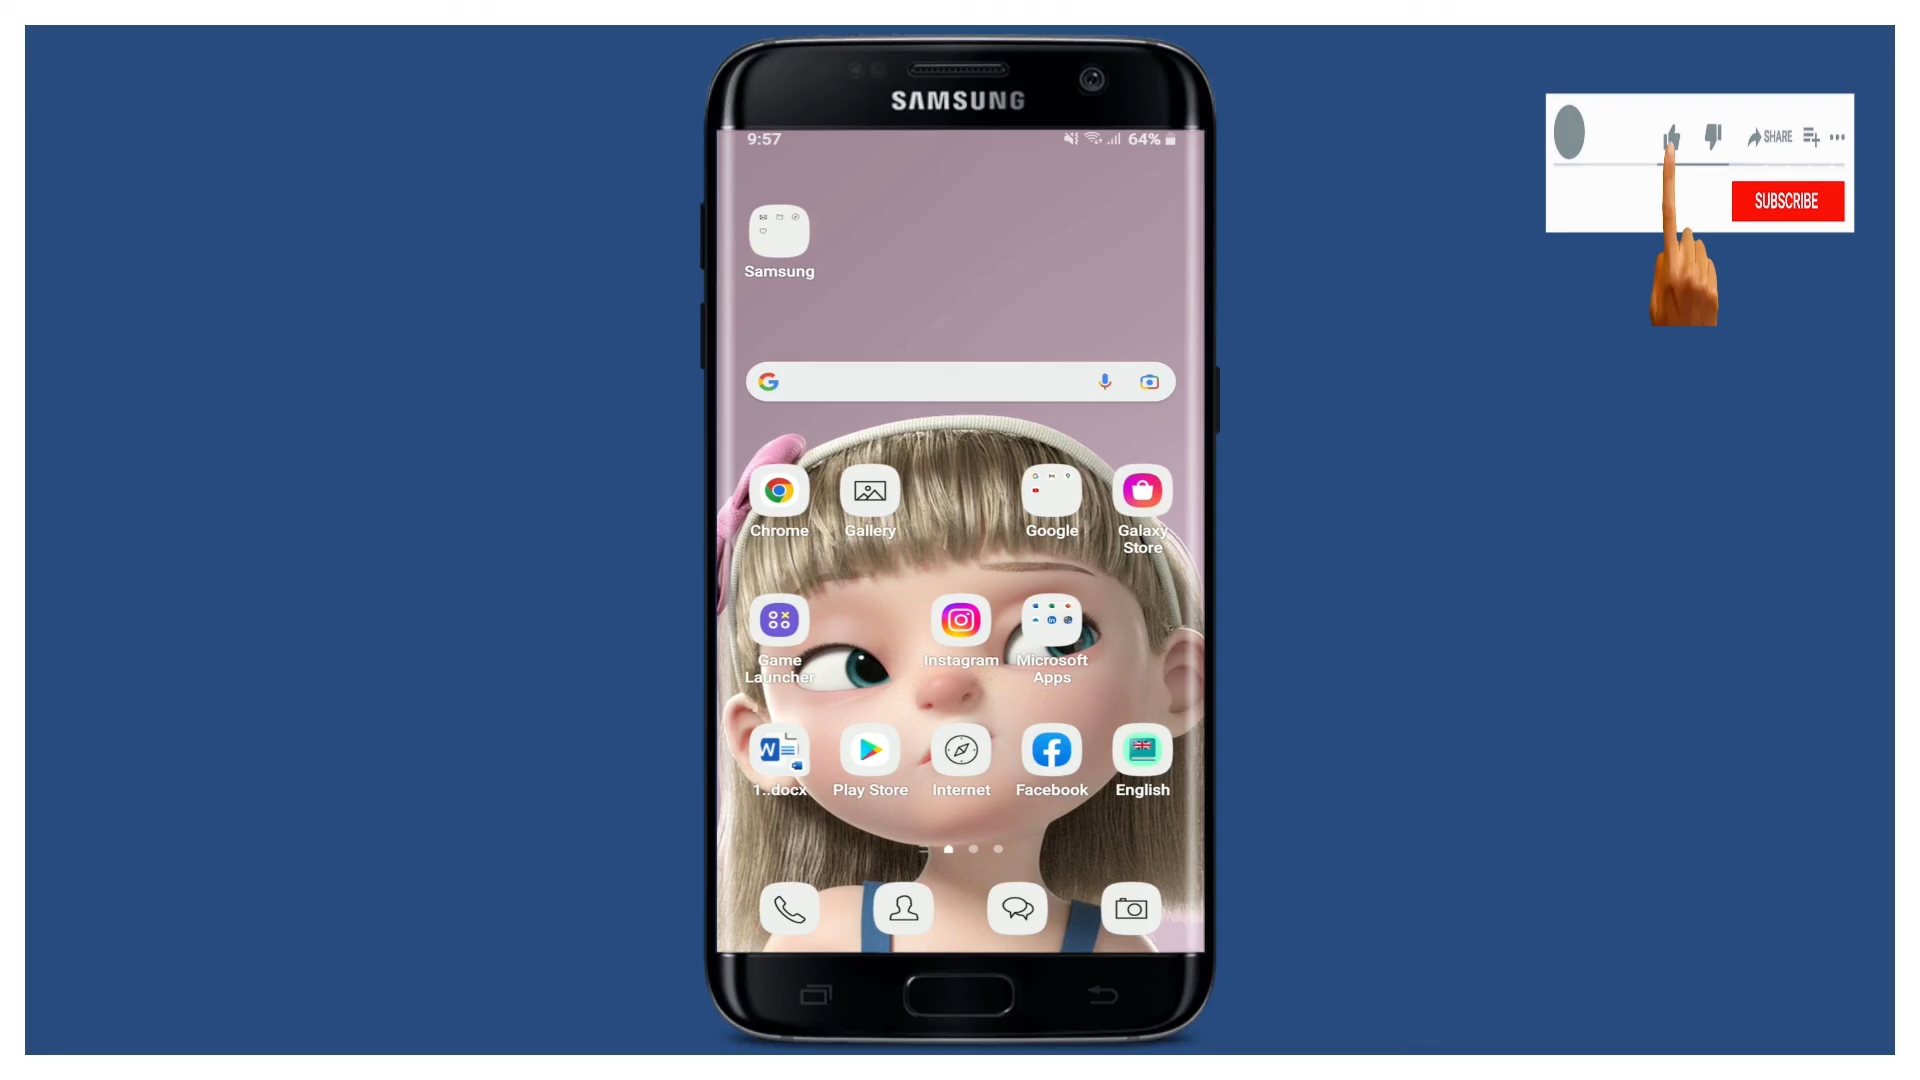 SAMSUNG
9:57
64%
SHARE
SUBSCRIBE
Samsung
Chrome
Gallery
Google
Galaxy
Store
Game
Launcher
Instagram
Microsoft
Apps
1..docx
Play Store
Internet
Facebook
English